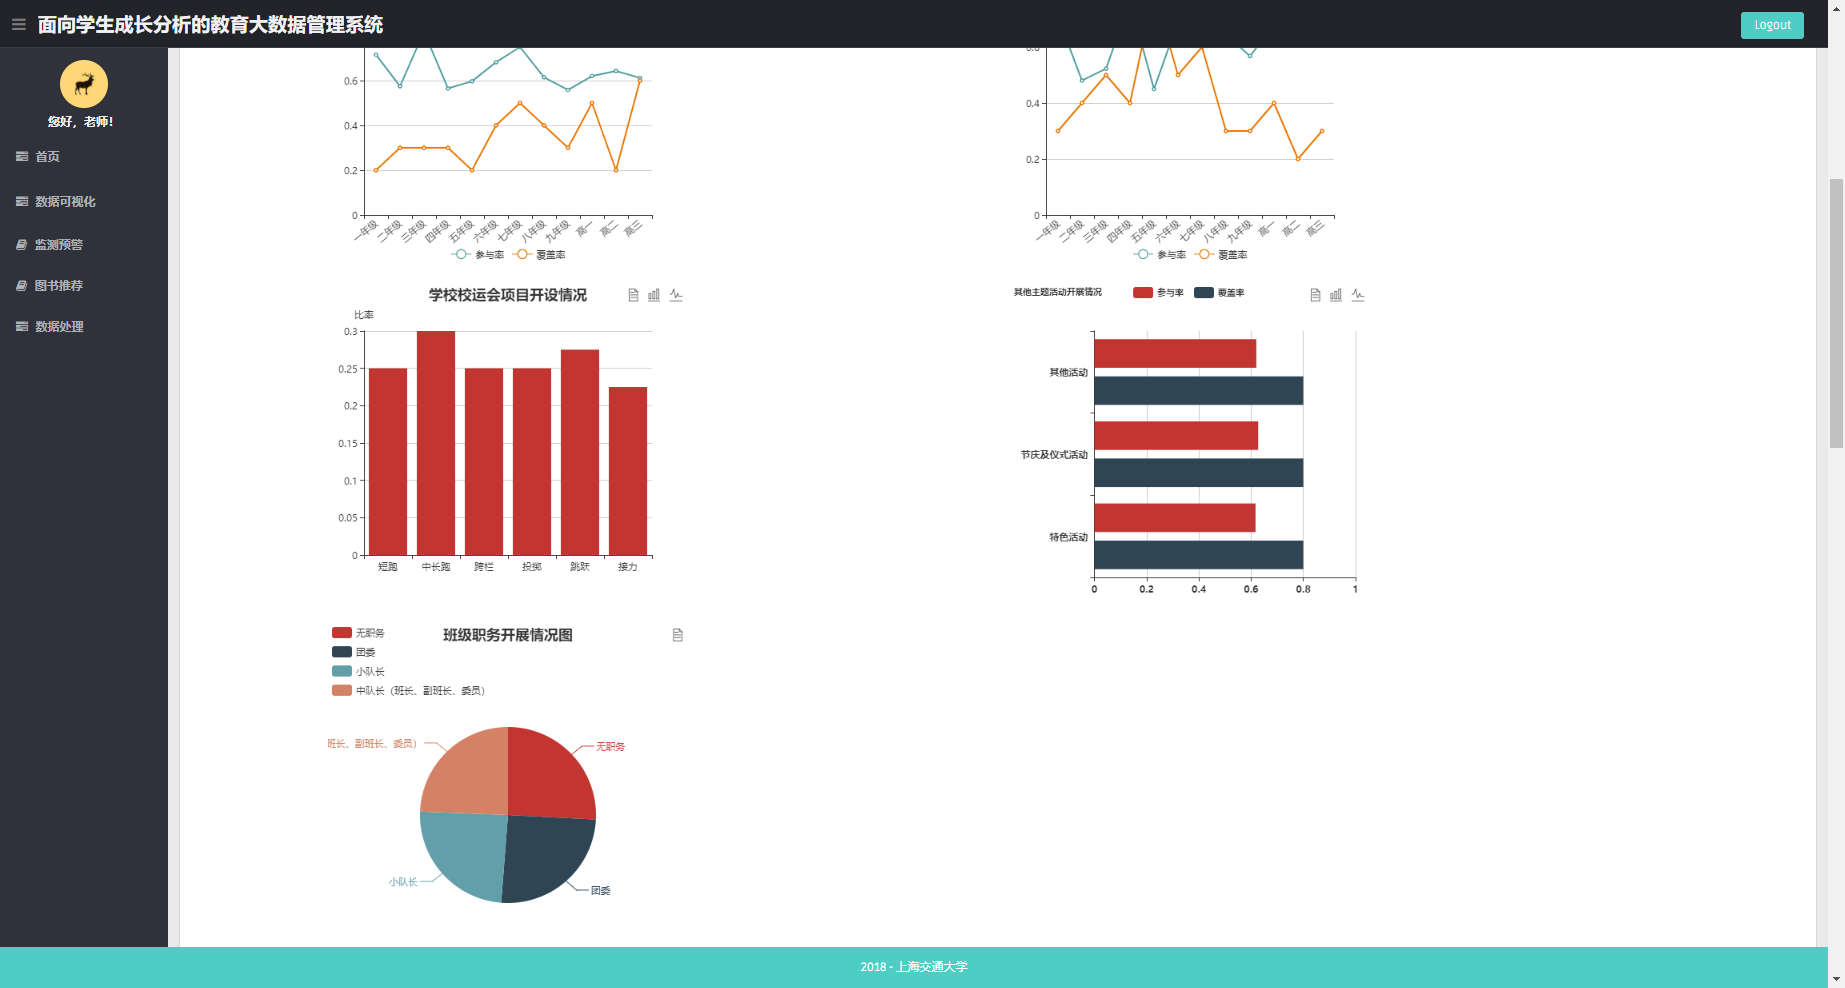 面向学生成长分析的教育大数据管理系统
Logout
您好，老师!
首页
数据可视化
监测预警
图书推荐
数据处理
0.6
0.4
0.2
0
一年级 二年级 三年级 四年级 五年级 六年级 七年级 八年级 九年级 高一 高二 高三
参与率 覆盖率
0.4
0.2
0
一年级 二年级 三年级 四年级 五年级 六年级 七年级 八年级 九年级 高一 高二 高三
参与率 覆盖率
学校校运会项目开设情况
比率
0.3
0.25
0.2
0.15
0.1
0.05
0
短跑 中长跑 跨栏 投掷 跳跃 接力
其他主题活动开展情况 参与率 覆盖率
其他活动
节庆及仪式活动
特色活动
0 0.2 0.4 0.6 0.8 1
无职务
班级职务开展情况图
团委
小队长
中队长（班长、副班长、委员）
班长、副班长、委员）
无职务
小队长
团委
2018 - 上海交通大学